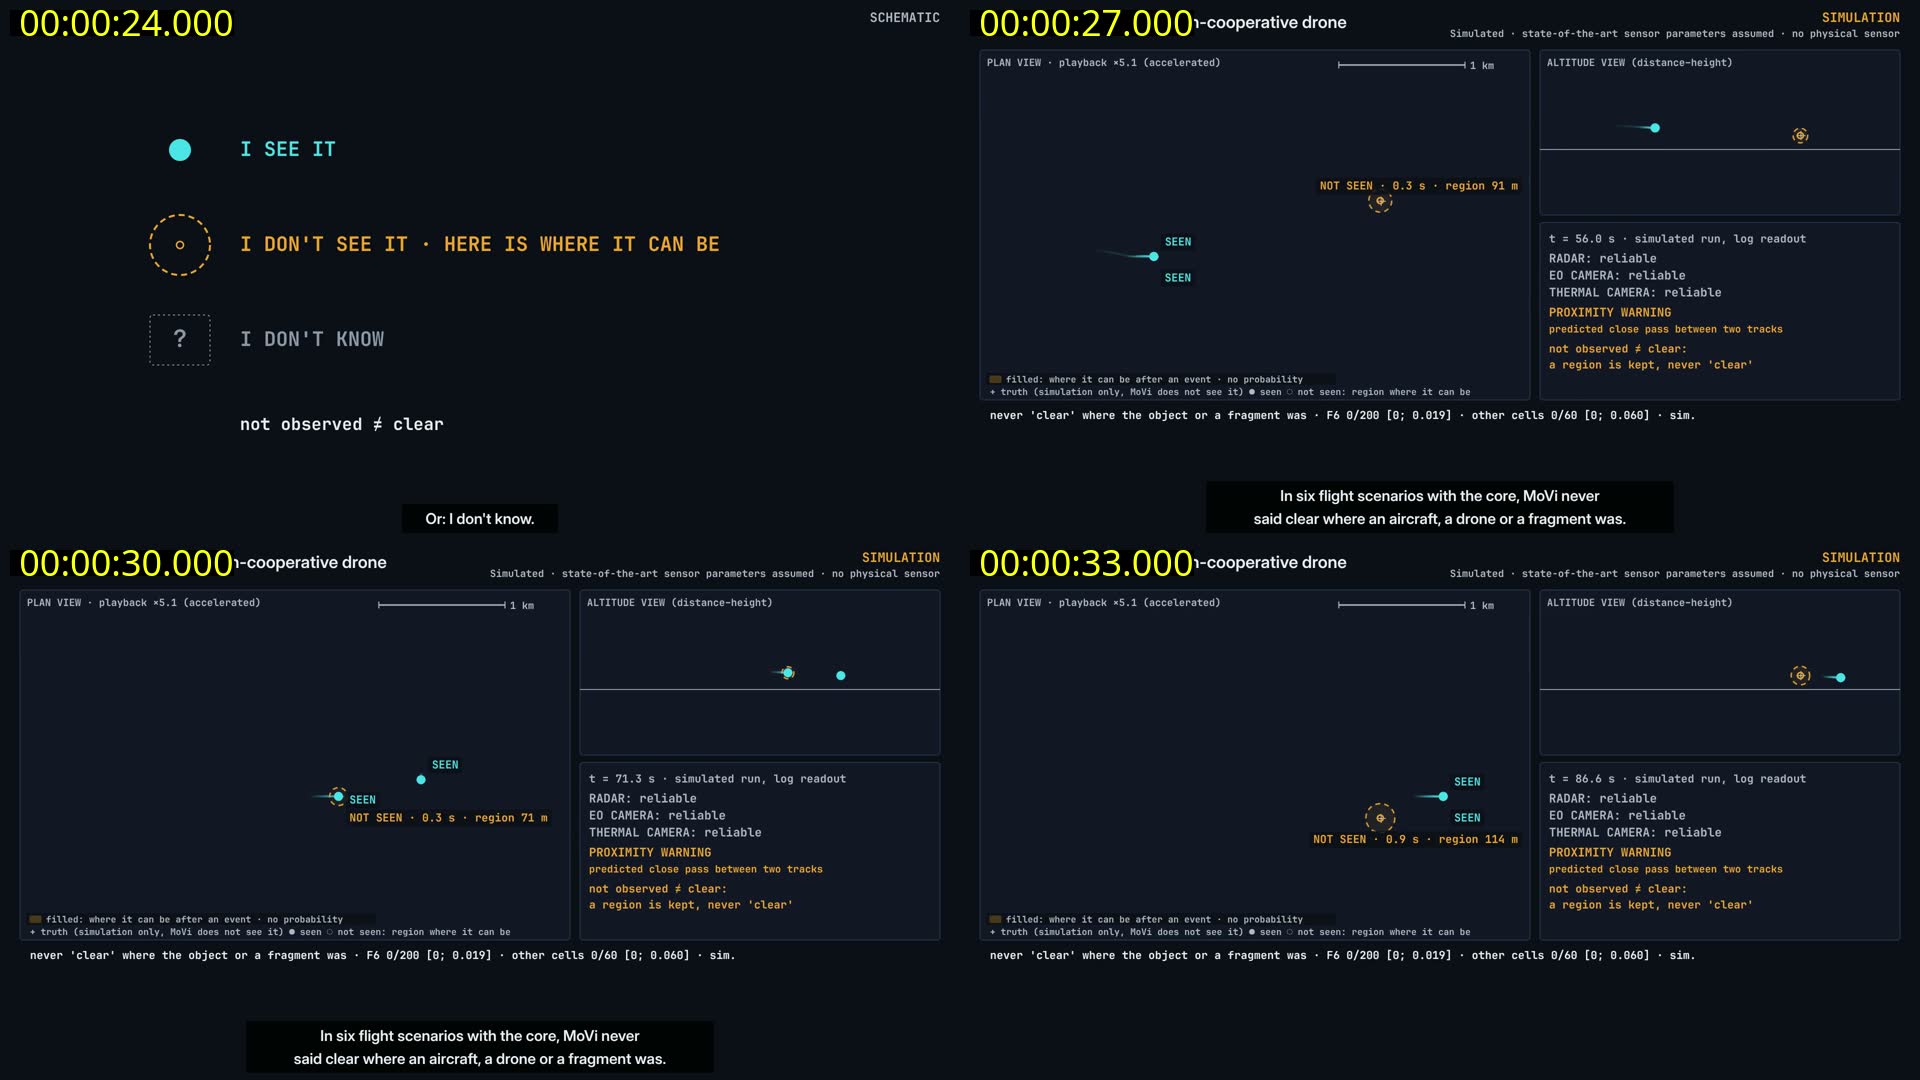 00:00:24.000
SCHEMATIC
I SEE IT
I DON'T SEE IT · HERE IS WHERE IT CAN BE
?
I DON'T KNOW
not observed ≠ clear
Or: I don't know.
00:00:27.000
n-cooperative drone
SIMULATION
Simulated · state-of-the-art sensor parameters assumed · no physical sensor
PLAN VIEW · playback ×5.1 (accelerated)
1 km
NOT SEEN · 0.3 s · region 91 m
SEEN
SEEN
filled: where it can be after an event · no probability
+ truth (simulation only, MoVi does not see it) ● seen ○ not seen: region where it can be
ALTITUDE VIEW (distance-height)
t = 56.0 s · simulated run, log readout
RADAR: reliable
EO CAMERA: reliable
THERMAL CAMERA: reliable
PROXIMITY WARNING
predicted close pass between two tracks
not observed ≠ clear:
a region is kept, never 'clear'
never 'clear' where the object or a fragment was · F6 0/200 [0; 0.019] · other cells 0/60 [0; 0.060] · sim.
In six flight scenarios with the core, MoVi never
said clear where an aircraft, a drone or a fragment was.
00:00:30.000
n-cooperative drone
SIMULATION
Simulated · state-of-the-art sensor parameters assumed · no physical sensor
PLAN VIEW · playback ×5.1 (accelerated)
1 km
SEEN
SEEN
NOT SEEN · 0.3 s · region 71 m
filled: where it can be after an event · no probability
+ truth (simulation only, MoVi does not see it) ● seen ○ not seen: region where it can be
ALTITUDE VIEW (distance-height)
t = 71.3 s · simulated run, log readout
RADAR: reliable
EO CAMERA: reliable
THERMAL CAMERA: reliable
PROXIMITY WARNING
predicted close pass between two tracks
not observed ≠ clear:
a region is kept, never 'clear'
never 'clear' where the object or a fragment was · F6 0/200 [0; 0.019] · other cells 0/60 [0; 0.060] · sim.
In six flight scenarios with the core, MoVi never
said clear where an aircraft, a drone or a fragment was.
00:00:33.000
n-cooperative drone
SIMULATION
Simulated · state-of-the-art sensor parameters assumed · no physical sensor
PLAN VIEW · playback ×5.1 (accelerated)
1 km
SEEN
SEEN
NOT SEEN · 0.9 s · region 114 m
filled: where it can be after an event · no probability
+ truth (simulation only, MoVi does not see it) ● seen ○ not seen: region where it can be
ALTITUDE VIEW (distance-height)
t = 86.6 s · simulated run, log readout
RADAR: reliable
EO CAMERA: reliable
THERMAL CAMERA: reliable
PROXIMITY WARNING
predicted close pass between two tracks
not observed ≠ clear:
a region is kept, never 'clear'
never 'clear' where the object or a fragment was · F6 0/200 [0; 0.019] · other cells 0/60 [0; 0.060] · sim.